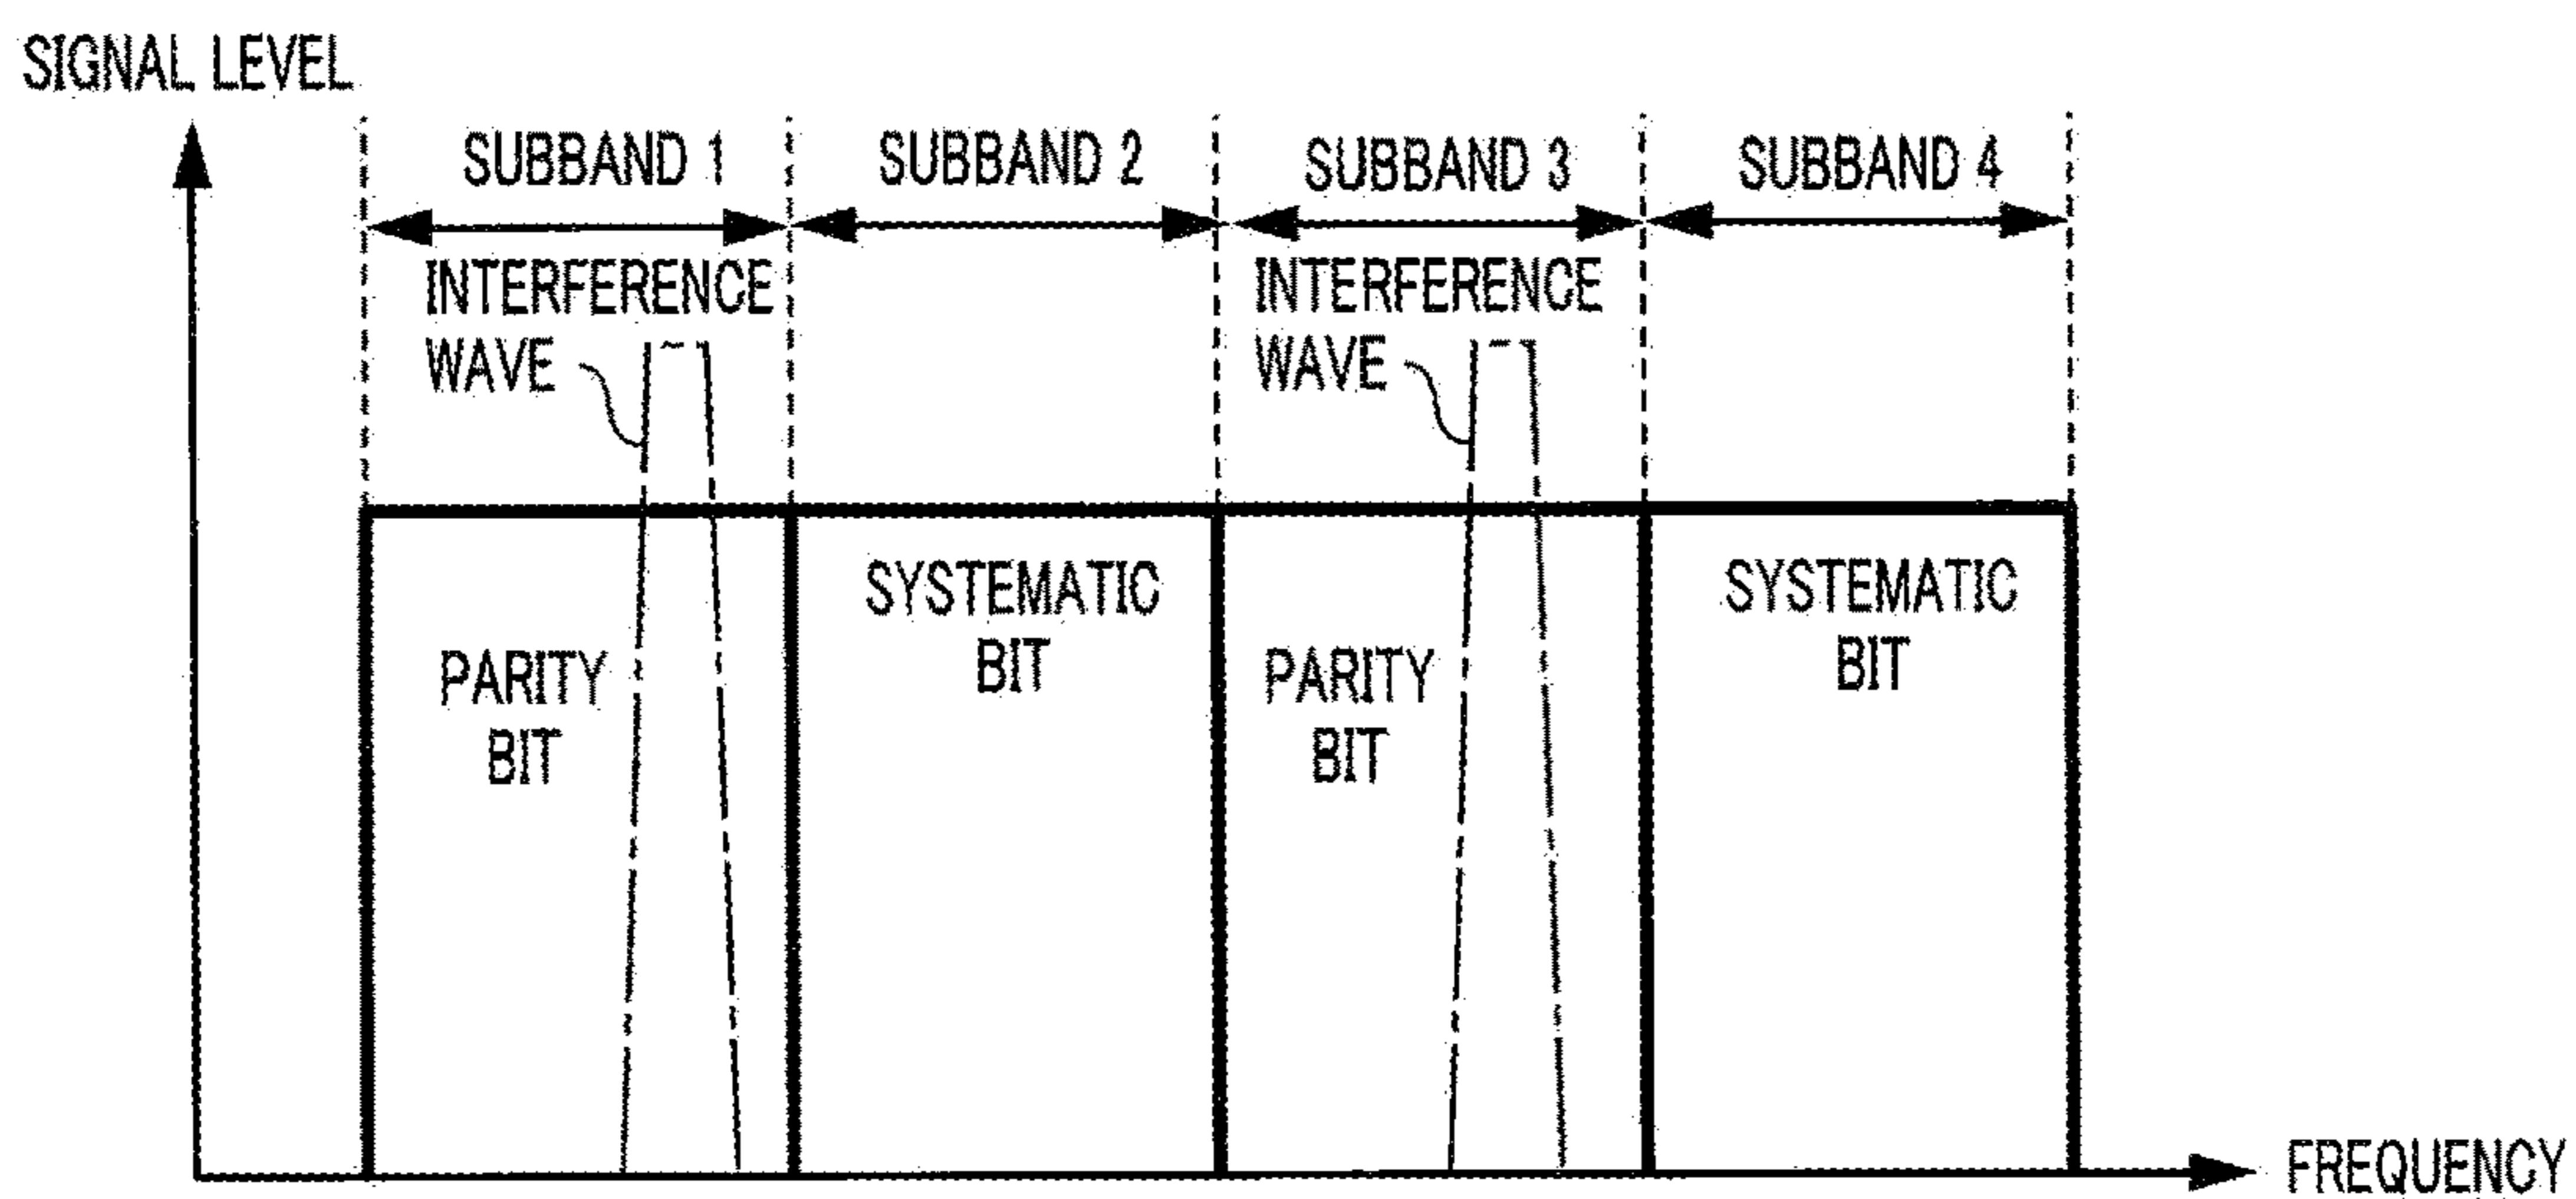 SIGNAL LEVEL
SUBBAND 1
SUBBAND 2
SUBBAND 3
SUBBAND 4
INTERFERENCE
WAVE
INTERFERENCE
WAVE
PARITY
BIT
SYSTEMATIC
BIT
PARITY
BIT
SYSTEMATIC
BIT
FREQUENCY